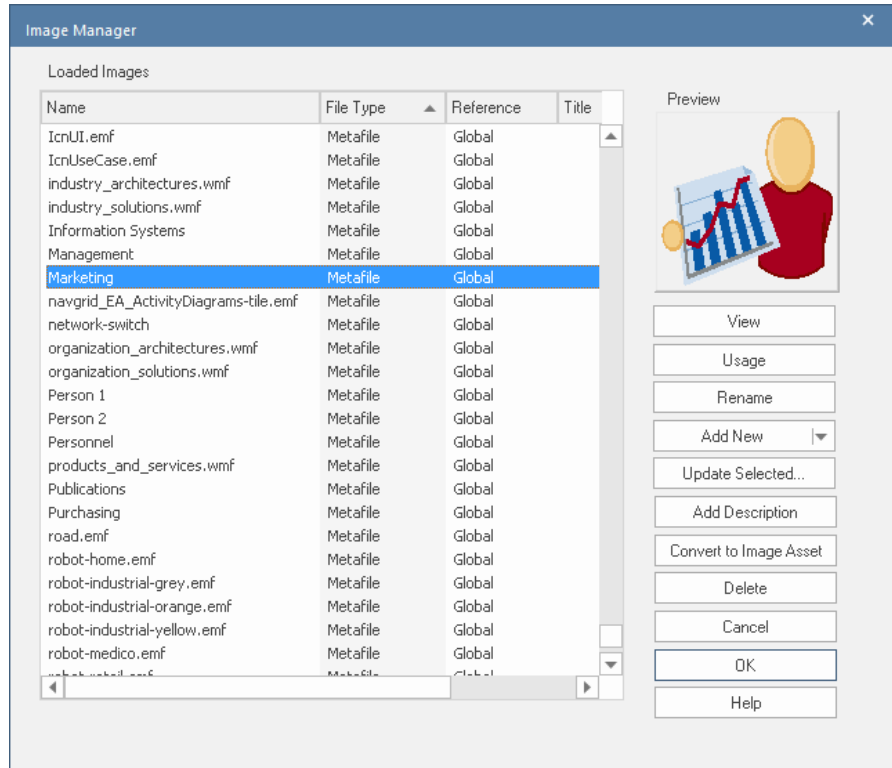 Image Manager
Loaded Images
Name File Type Reference Title
IcnUI.emf Metafile Global
IcnUseCase.emf Metafile Global
industry_architectures.wmf Metafile Global
industry_solutions.wmf Metafile Global
Information Systems Metafile Global
Management Metafile Global
Marketing Metafile Global
navgrid_EA_ActivityDiagrams-tile.emf Metafile Global
network-switch Metafile Global
organization_architectures.wmf Metafile Global
organization_solutions.wmf Metafile Global
Person 1 Metafile Global
Person 2 Metafile Global
Personnel Metafile Global
products_and_services.wmf Metafile Global
Publications Metafile Global
Purchasing Metafile Global
road.emf Metafile Global
robot-home.emf Metafile Global
robot-industrial-grey.emf Metafile Global
robot-industrial-orange.emf Metafile Global
robot-industrial-yellow.emf Metafile Global
robot-medico.emf Metafile Global
Preview
View
Usage
Rename
Add New
Update Selected...
Add Description
Convert to Image Asset
Delete
Cancel
OK
Help